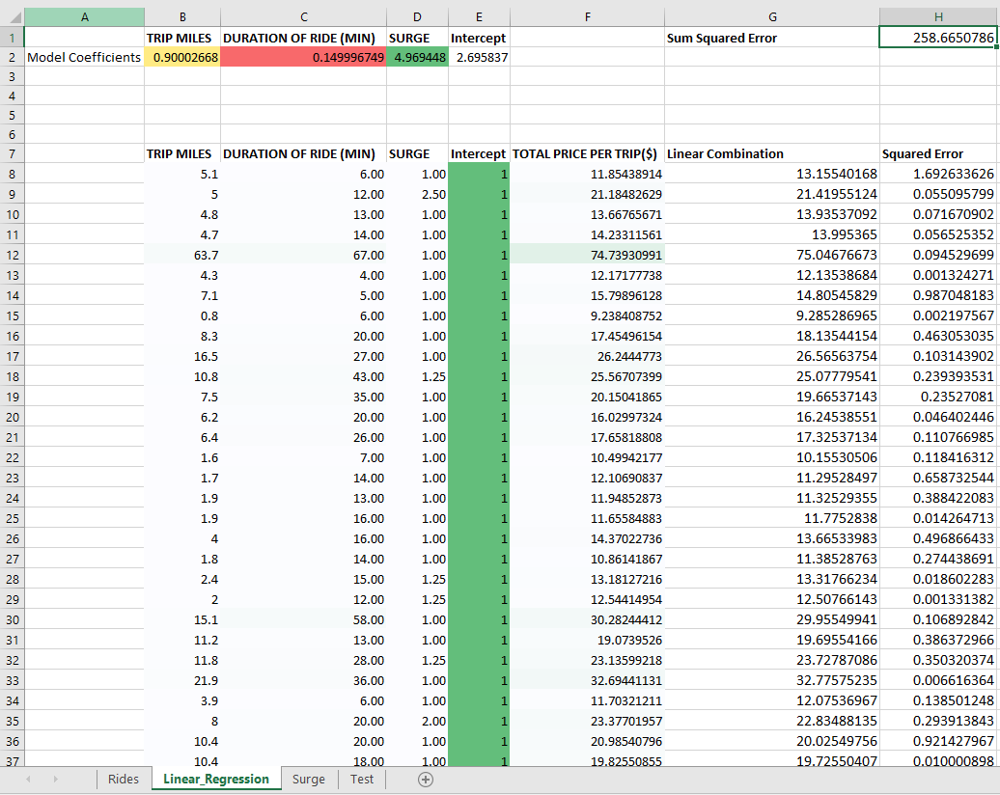 A B C D E F G H
1 TRIP MILES DURATION OF RIDE (MIN) SURGE Intercept Sum Squared Error 258.6650786
2 Model Coefficients 0.90002668 0.149996749 4.969448 2.695837
3
4
5
6
7 TRIP MILES DURATION OF RIDE (MIN) SURGE Intercept TOTAL PRICE PER TRIP($) Linear Combination Squared Error
8 5.1 6.00 1.00 1 11.85438914 13.15540168 1.692633626
9 5 12.00 2.50 1 21.18482629 21.41955124 0.055095799
10 4.8 13.00 1.00 1 13.66765671 13.93537092 0.071670902
11 4.7 14.00 1.00 1 14.23311561 13.995365 0.056525352
12 63.7 67.00 1.00 1 74.73930991 75.04676673 0.094529699
13 4.3 4.00 1.00 1 12.17177738 12.13538684 0.001324271
14 7.1 5.00 1.00 1 15.79896128 14.80545829 0.987048183
15 0.8 6.00 1.00 1 9.238408752 9.285286965 0.002197567
16 8.3 20.00 1.00 1 17.45496154 18.13544154 0.463053035
17 16.5 27.00 1.00 1 26.2444773 26.56563754 0.103143902
18 10.8 43.00 1.25 1 25.56707399 25.07779541 0.239393531
19 7.5 35.00 1.00 1 20.15041865 19.66537143 0.23527081
20 6.2 20.00 1.00 1 16.02997324 16.24538551 0.046402446
21 6.4 26.00 1.00 1 17.65818808 17.32537134 0.110766985
22 1.6 7.00 1.00 1 10.49942177 10.15530506 0.118416312
23 1.7 14.00 1.00 1 12.10690837 11.29528497 0.658732544
24 1.9 13.00 1.00 1 11.94852873 11.32529355 0.388422083
25 1.9 16.00 1.00 1 11.65584883 11.7752838 0.014264713
26 4 16.00 1.00 1 14.37022736 13.66533983 0.496866433
27 1.8 14.00 1.00 1 10.86141867 11.38528763 0.274438691
28 2.4 15.00 1.25 1 13.18127216 13.31766234 0.018602283
29 2 12.00 1.25 1 12.54414954 12.50766143 0.001331382
30 15.1 58.00 1.00 1 30.28244412 29.95549941 0.106892842
31 11.2 13.00 1.00 1 19.0739526 19.69554166 0.386372966
32 11.8 28.00 1.25 1 23.13599218 23.72787086 0.350320374
33 21.9 36.00 1.00 1 32.69441131 32.77575235 0.006616364
34 3.9 6.00 1.00 1 11.70321211 12.07536967 0.138501248
35 8 20.00 2.00 1 23.37701957 22.83488135 0.293913843
36 10.4 20.00 1.00 1 20.98540796 20.02549756 0.921427967
37 10.4 18.00 1.00 1 19.82550855 19.72550407 0.010000898
Rides Linear_Regression Surge Test